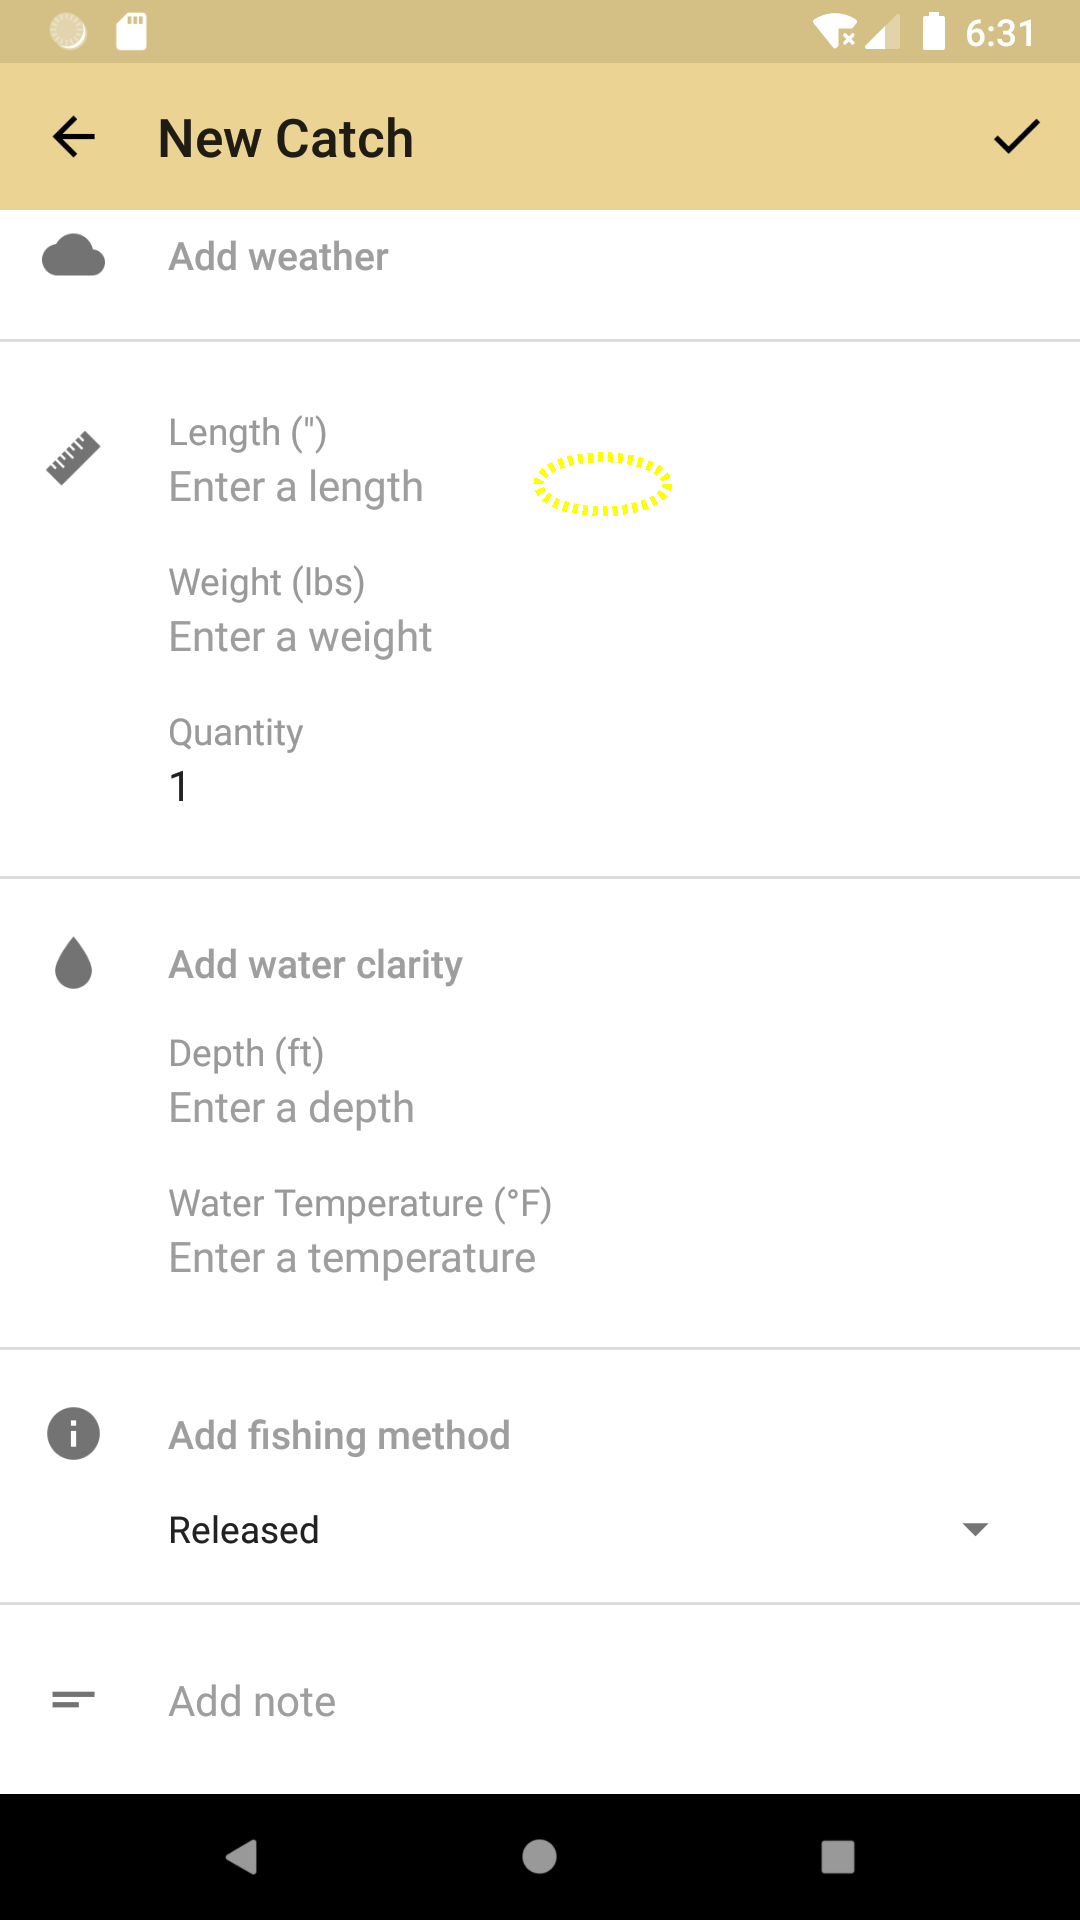 6:31
New Catch
Add weather
Length (")
Enter a length
Weight (lbs)
Enter a weight
Quantity
1
Add water clarity
Depth (ft)
Enter a depth
Water Temperature (°F)
Enter a temperature
Add fishing method
Released
Add note